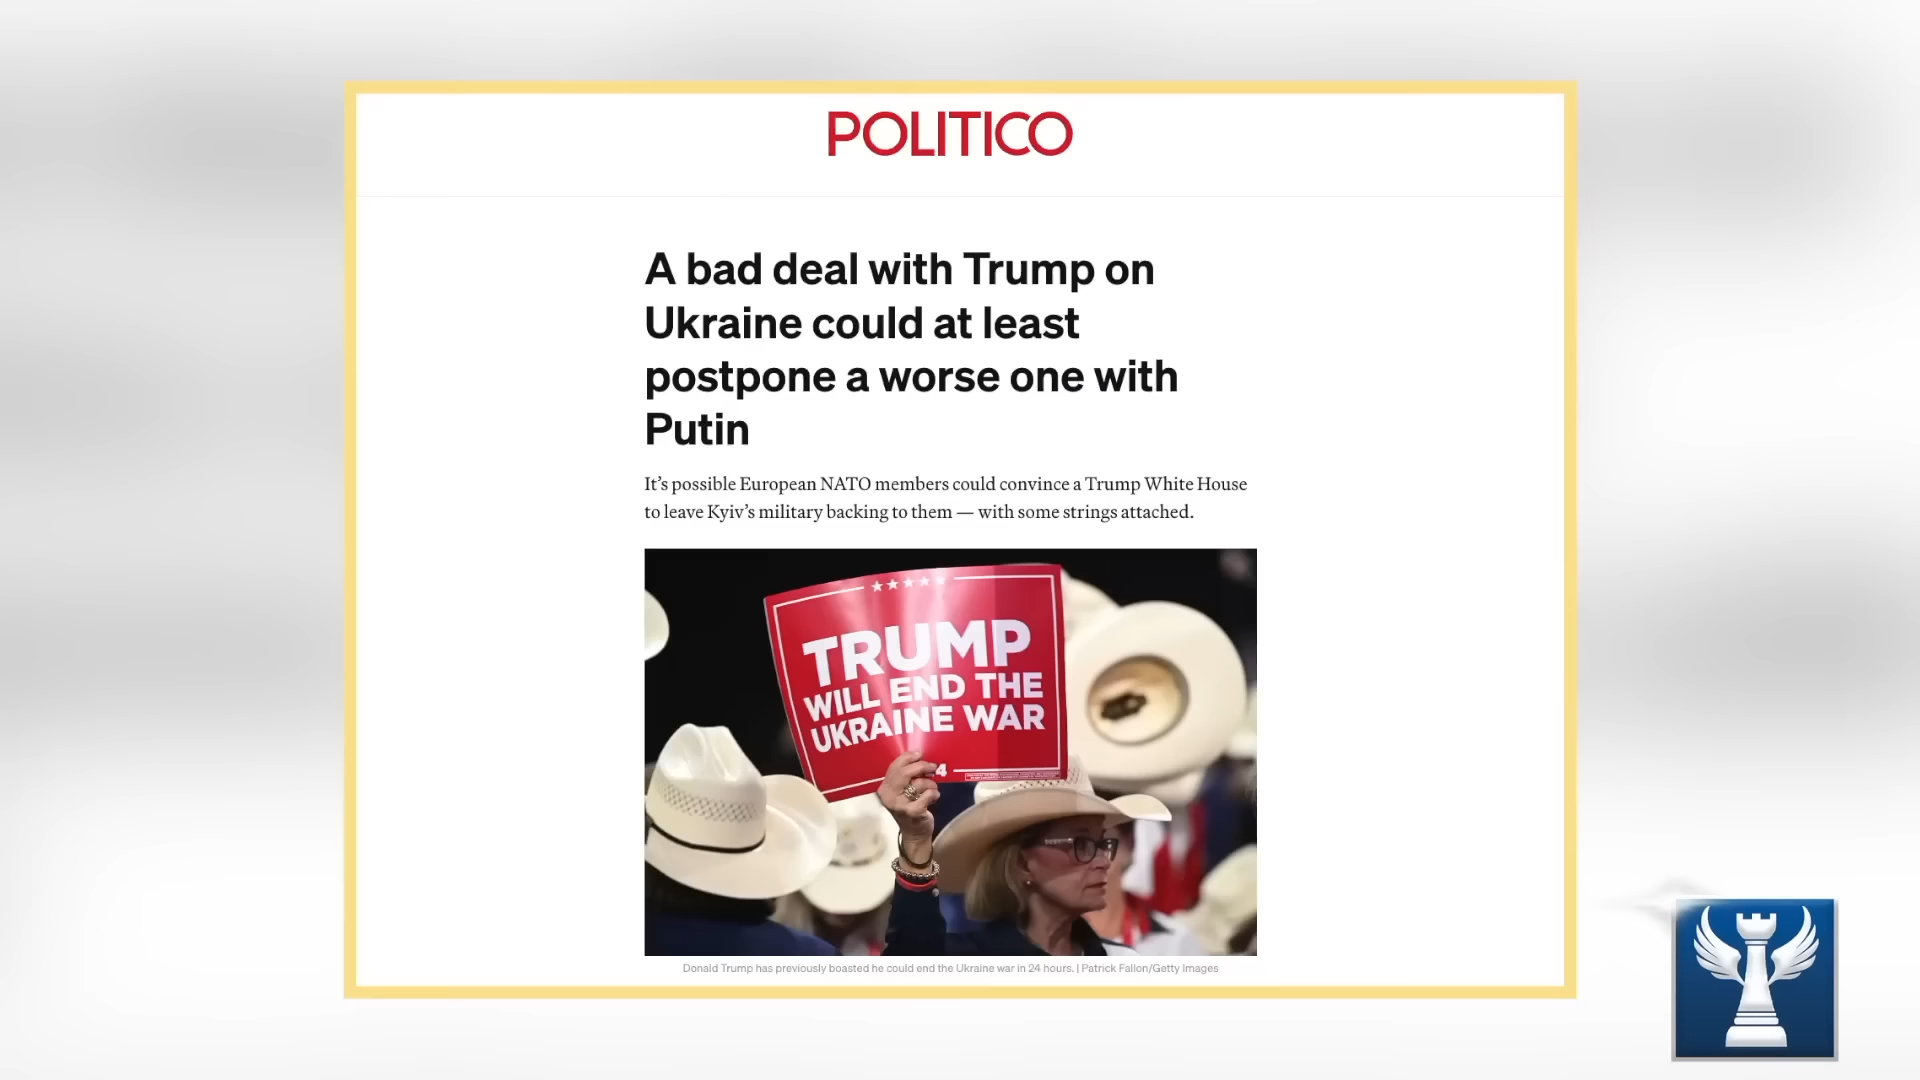 POLITICO
A bad deal with Trump on
Ukraine could at least
postpone a worse one with
Putin
It’s possible European NATO members could convince a Trump White House
to leave Kyiv’s military backing to them — with some strings attached.
TRUMP
WILL END THE
UKRAINE WAR
4
Donald Trump has previously boasted he could end the Ukraine war in 24 hours. | Patrick Fallon/Getty Images